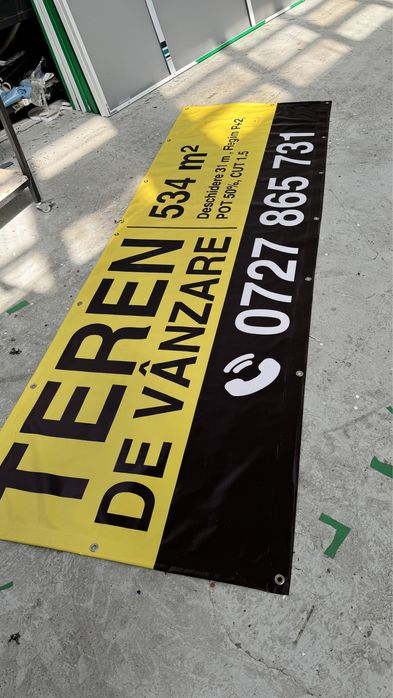 TEREN
DE VÂNZARE
534 m²
Deschidere 31 m, Regim P+2
POT 50%, CUT 1.5
0727 865 731